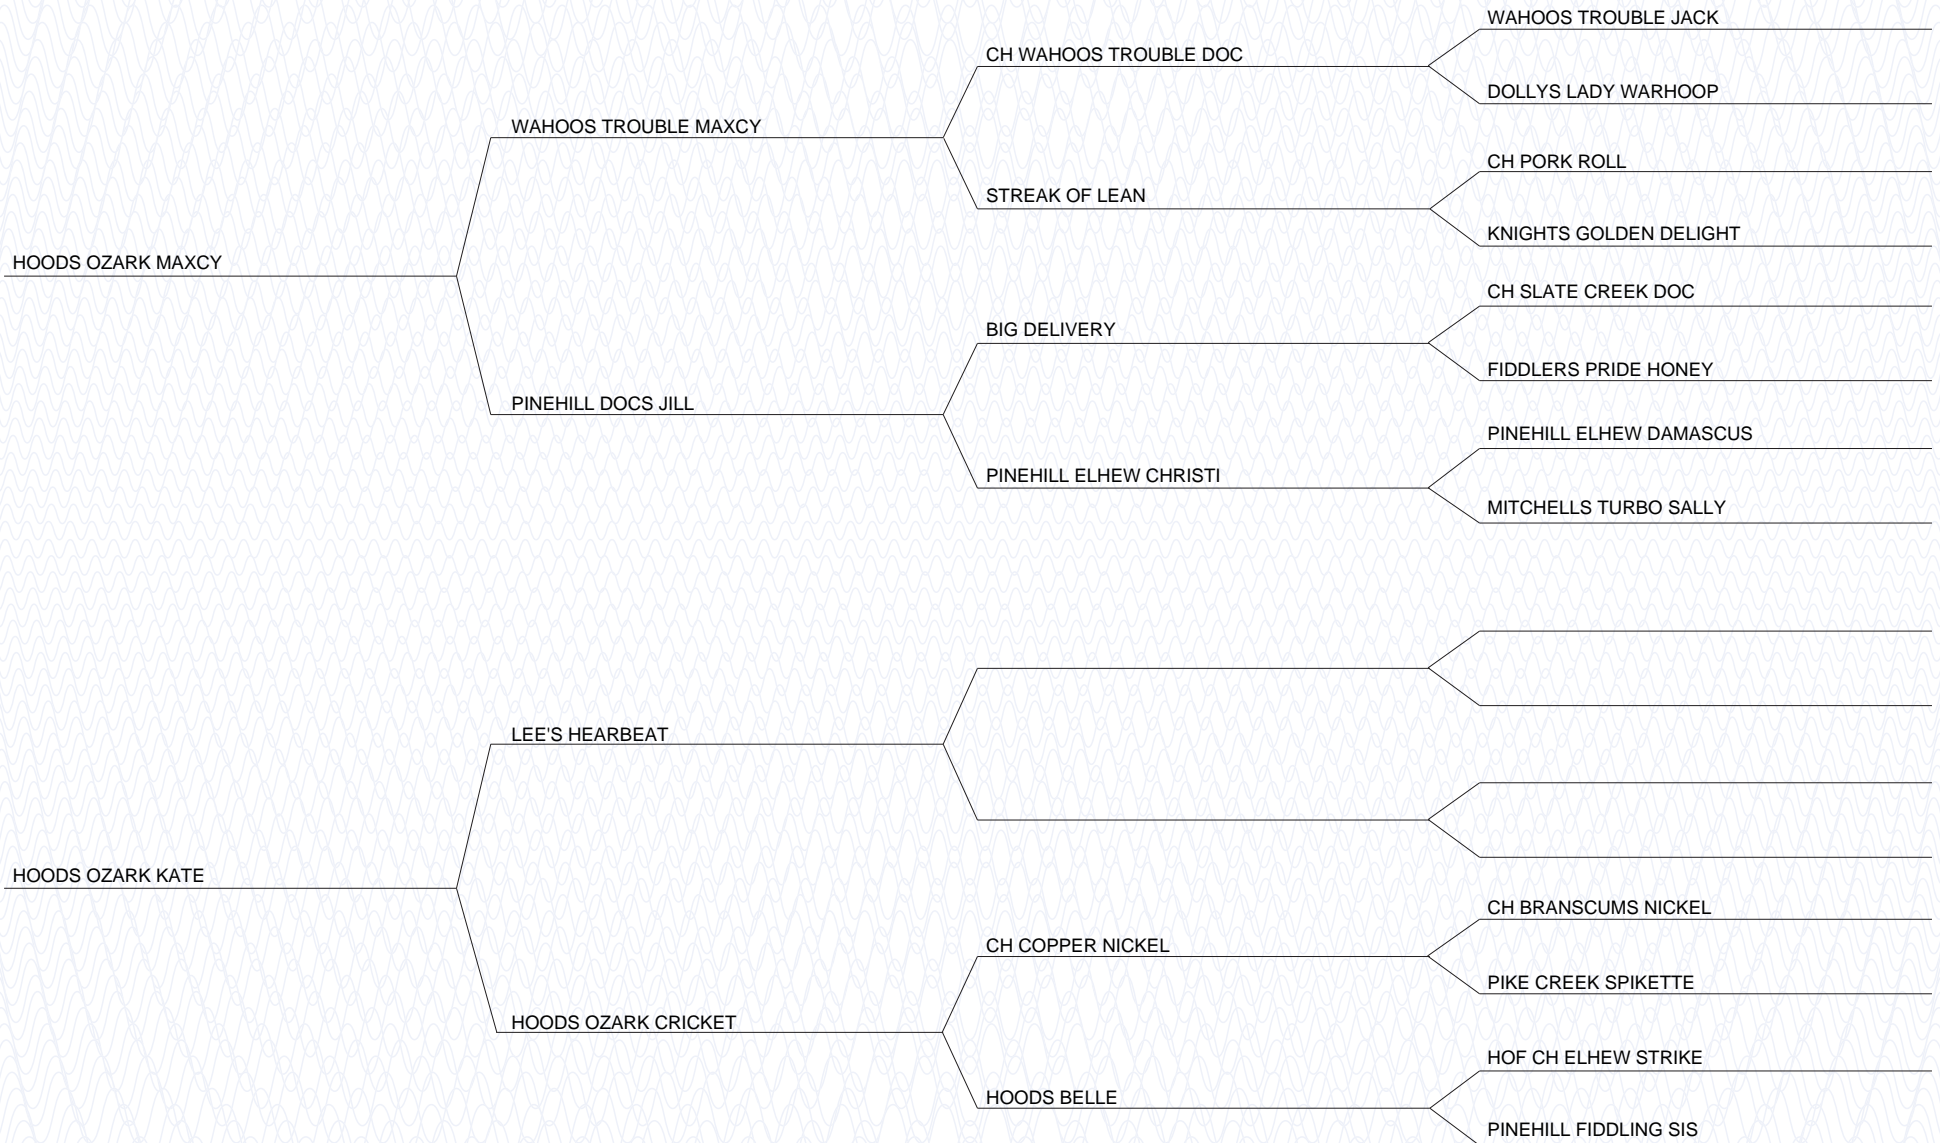 WAHOOS TROUBLE JACK
CH WAHOOS TROUBLE DOC
DOLLYS LADY WARHOOP
WAHOOS TROUBLE MAXCY
CH PORK ROLL
STREAK OF LEAN
KNIGHTS GOLDEN DELIGHT
HOODS OZARK MAXCY
CH SLATE CREEK DOC
BIG DELIVERY
FIDDLERS PRIDE HONEY
PINEHILL DOCS JILL
PINEHILL ELHEW DAMASCUS
PINEHILL ELHEW CHRISTI
MITCHELLS TURBO SALLY
LEE'S HEARBEAT
HOODS OZARK KATE
CH BRANSCUMS NICKEL
CH COPPER NICKEL
PIKE CREEK SPIKETTE
HOODS OZARK CRICKET
HOF CH ELHEW STRIKE
HOODS BELLE
PINEHILL FIDDLING SIS